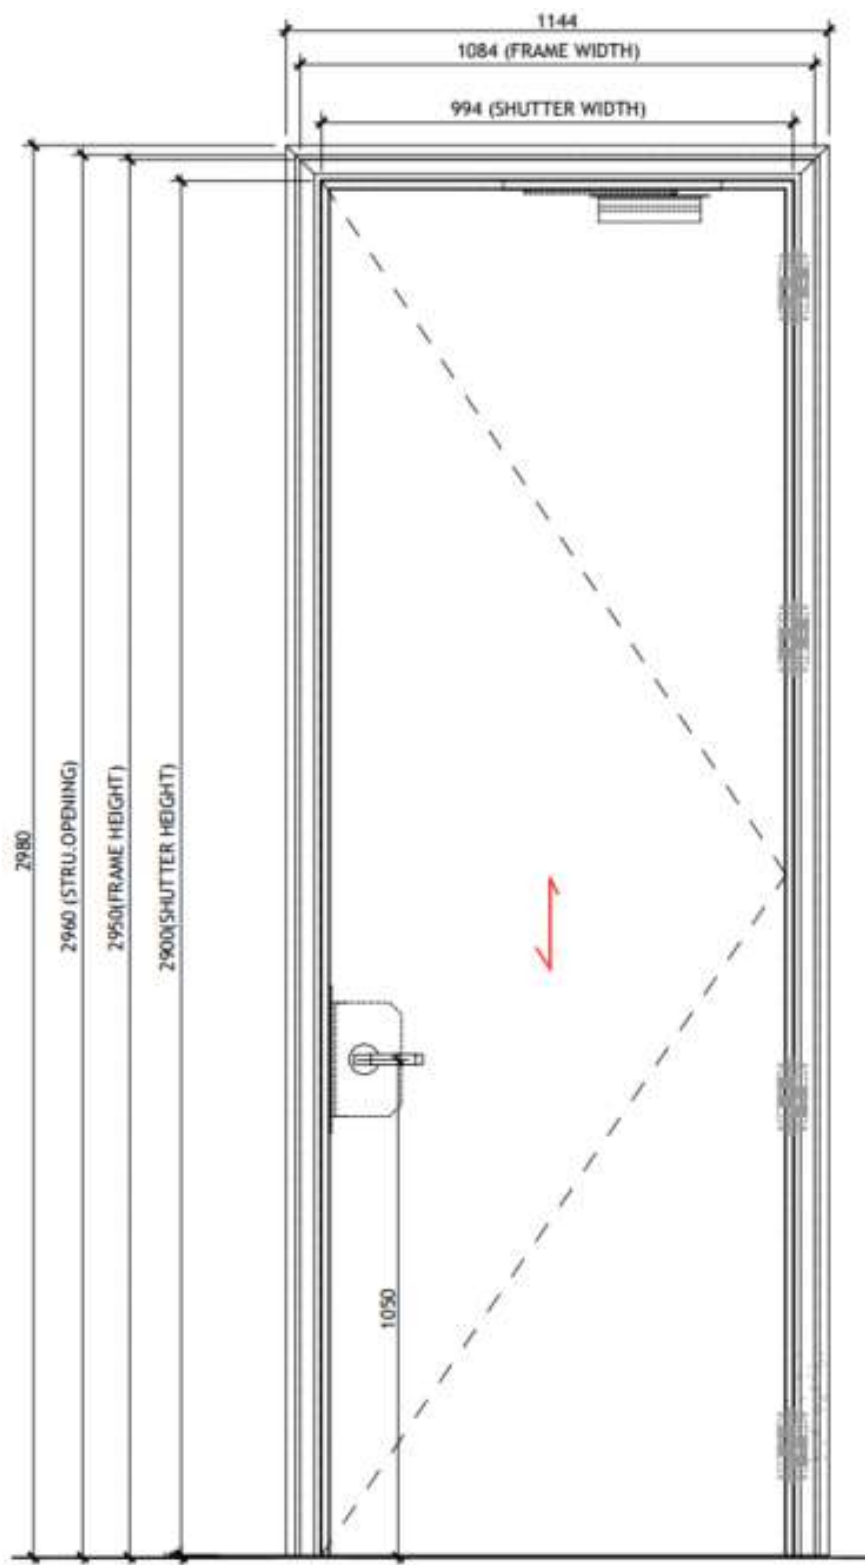 1144
1084 (FRAME WIDTH)
994 (SHUTTER WIDTH)
2980
2960 (STRU.OPENING)
2950(FRAME HEIGHT)
2900(SHUTTER HEIGHT)
1050